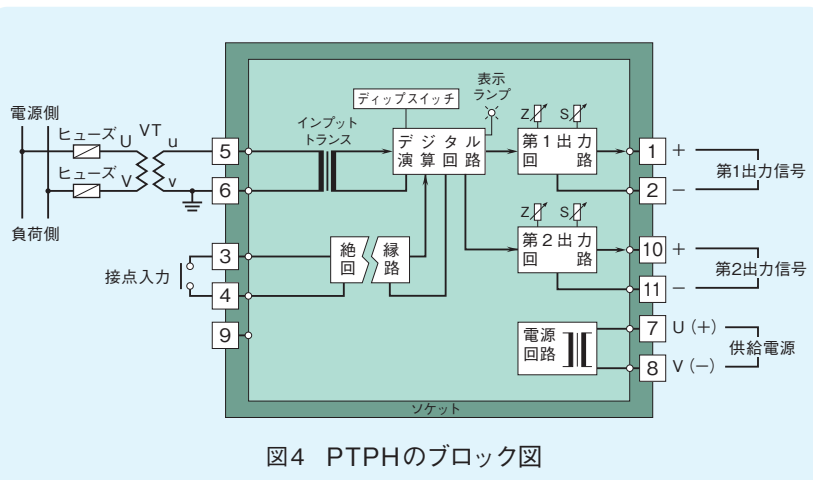 電源側
ヒューズ
U
VT
u
ヒューズ
V
v
負荷側
接点入力
5
6
3
4
9
インプット
トランス
ディップスイッチ
表示
ランプ
デジタル
演算回路
絶縁
回路
Z
S
第1出力
回路
Z
S
第2出力
回路
電源
回路
1
+
2
−
第1出力信号
10
+
11
−
第2出力信号
7
U(+)
8
V(−)
供給電源
ソケット
図4 PTPHのブロック図